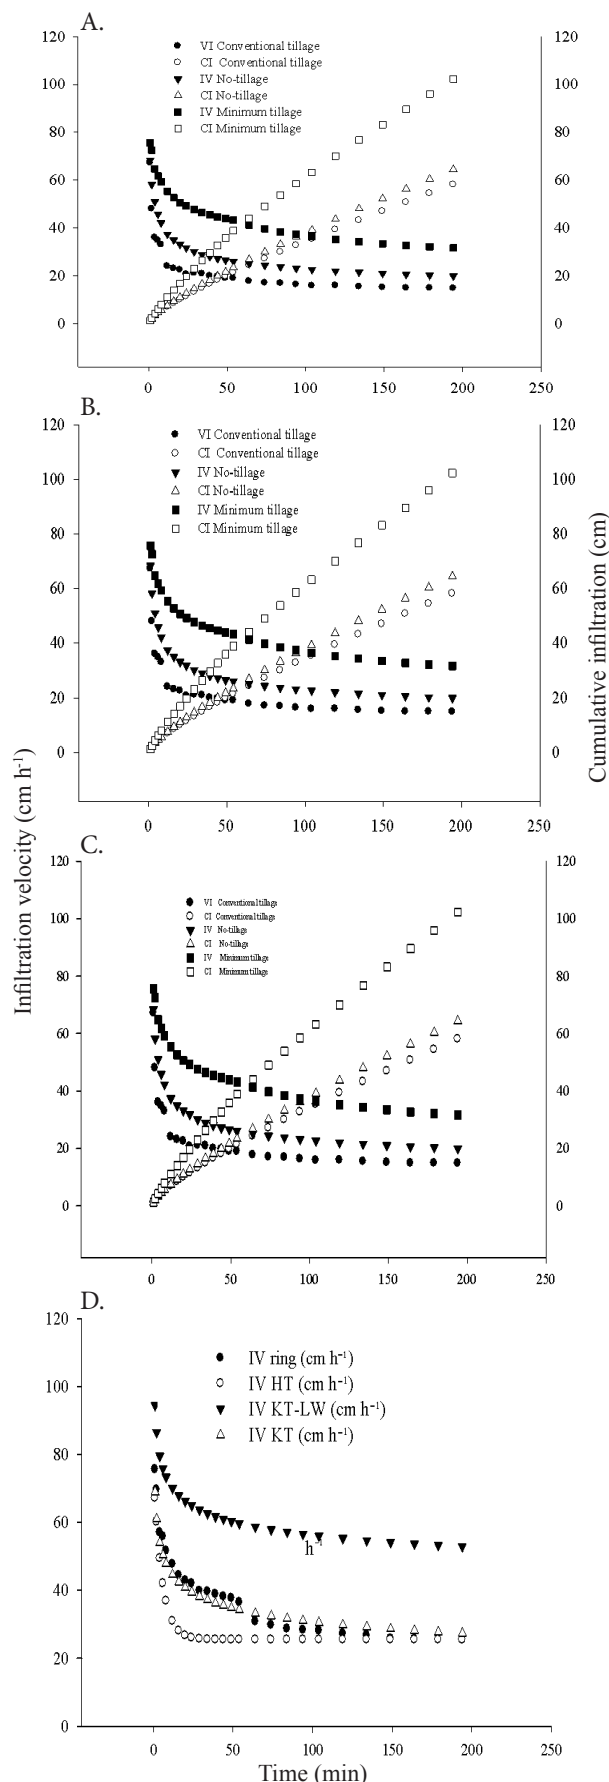 A.
VI Conventional tillage
CI Conventional tillage
IV No-tillage
CI No-tillage
IV Minimum tillage
CI Minimum tillage
120 120
100 100
80 80
60 60
40 40
20 20
0 0
0 50 100 150 200 250
B.
VI Conventional tillage
CI Conventional tillage
IV No-tillage
CI No-tillage
IV Minimum tillage
CI Minimum tillage
120 120
100 100
80 80
60 60
40 40
20 20
0 0
0 50 100 150 200 250
Infiltration velocity (cm h⁻¹)
Cumulative infiltration (cm)
C.
VI Conventional tillage
CI Conventional tillage
IV No-tillage
CI No-tillage
IV Minimum tillage
CI Minimum tillage
120 120
100 100
80 80
60 60
40 40
20 20
0 0
0 50 100 150 200 250
D.
IV ring (cm h⁻¹)
IV HT (cm h⁻¹)
IV KT-LW (cm h⁻¹)
IV KT (cm h⁻¹)
120
100
80
60
h⁻¹
40
20
0
0 50 100 150 200 250
Time (min)